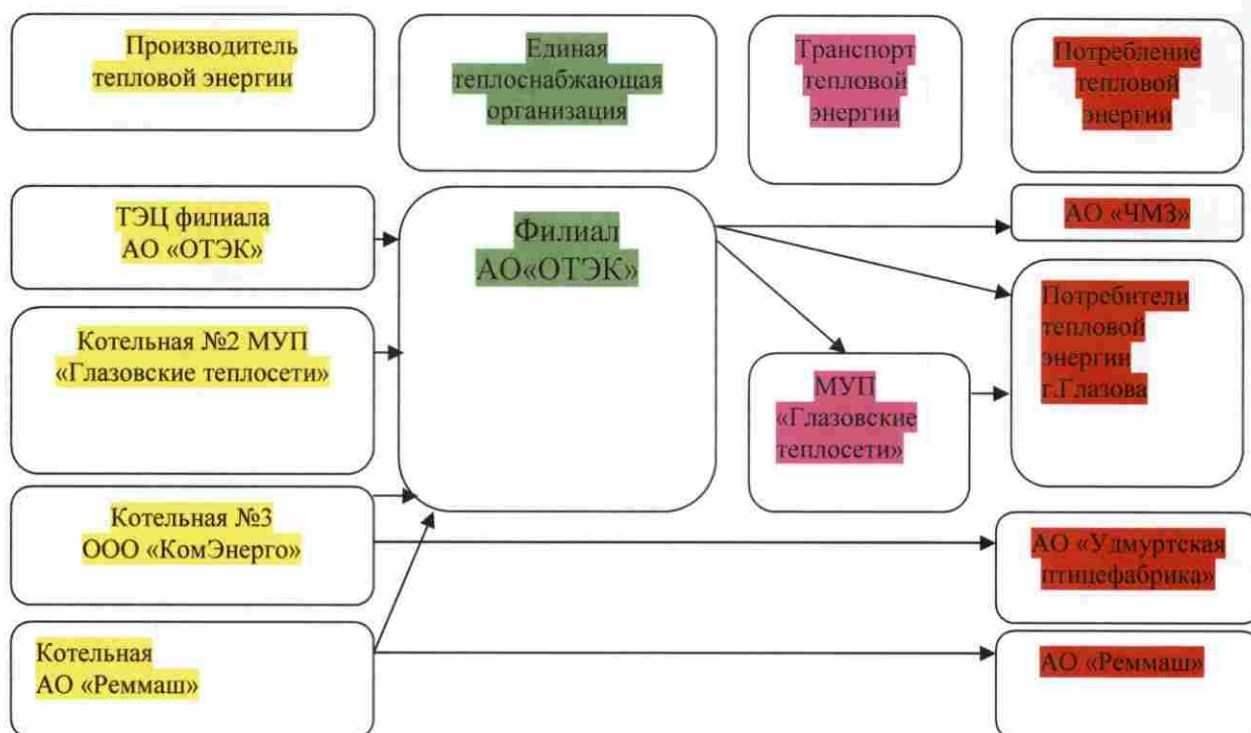 Производитель
тепловой энергии
Единая
теплоснабжающая
организация
Транспорт
тепловой
энергии
Потребление
тепловой
энергии
ТЭЦ филиала
АО «ОТЭК»
Филиал
АО«ОТЭК»
АО «ЧМЗ»
Котельная №2 МУП
«Глазовские теплосети»
Потребители
тепловой
энергии
г.Глазова
МУП
«Глазовские
теплосети»
Котельная №3
ООО «КомЭнерго»
АО «Удмуртская
птицефабрика»
Котельная
АО «Реммаш»
АО «Реммаш»